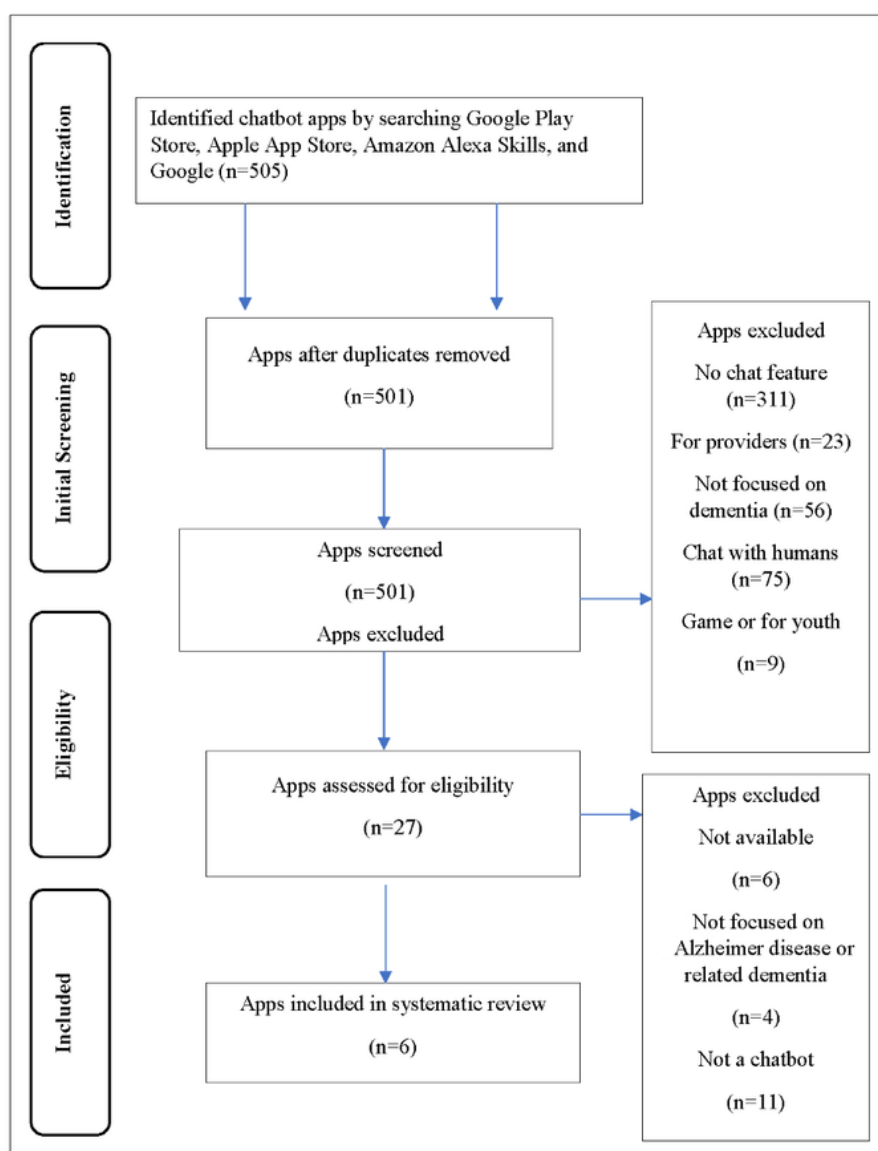 Identification
Identified chatbot apps by searching Google Play
Store, Apple App Store, Amazon Alexa Skills, and
Google (n=505)
Initial Screening
Apps after duplicates removed
(n=501)
Apps screened
(n=501)
Apps excluded
Apps excluded
No chat feature
(n=311)
For providers (n=23)
Not focused on
dementia (n=56)
Chat with humans
(n=75)
Game or for youth
(n=9)
Eligibility
Apps assessed for eligibility
(n=27)
Apps excluded
Not available
(n=6)
Not focused on
Alzheimer disease or
related dementia
(n=4)
Not a chatbot
(n=11)
Included
Apps included in systematic review
(n=6)